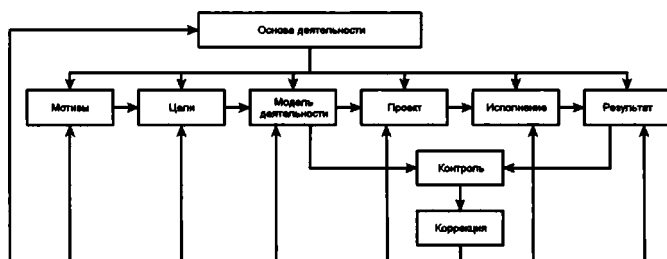 Основа деятельности
Мотивы
Цели
Модель
деятельности
Проект
Исполнение
Результат
Контроль
Коррекция